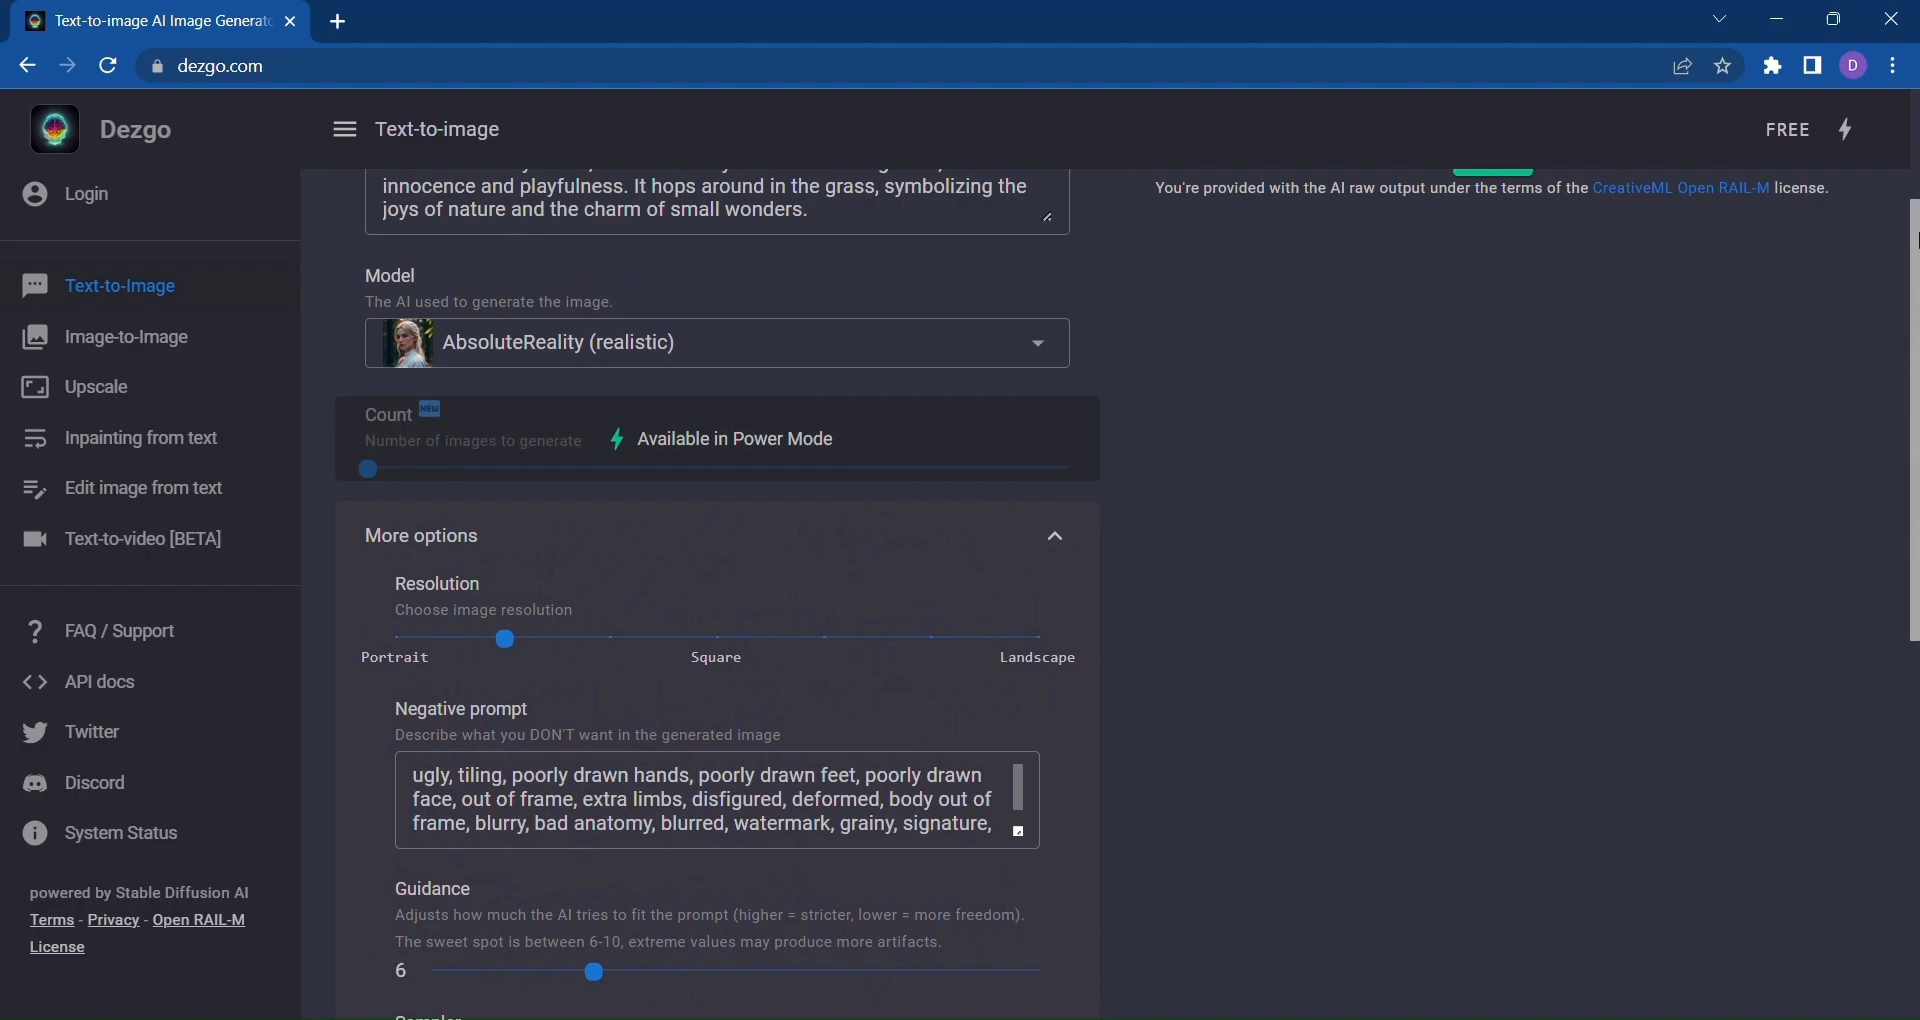 Text-to-image AI Image Generat
dezgo.com
D
Dezgo
Text-to-image
FREE
Login
Text-to-Image
Image-to-Image
Upscale
Inpainting from text
Edit image from text
Text-to-video [BETA]
FAQ / Support
API docs
Twitter
Discord
System Status
powered by Stable Diffusion AI
Terms - Privacy - Open RAIL-M
License
innocence and playfulness. It hops around in the grass, symbolizing the
joys of nature and the charm of small wonders.
Model
The AI used to generate the image.
AbsoluteReality (realistic)
Count NEW
Number of images to generate
Available in Power Mode
More options
Resolution
Choose image resolution
Portrait Square Landscape
Negative prompt
Describe what you DON'T want in the generated image
ugly, tiling, poorly drawn hands, poorly drawn feet, poorly drawn
face, out of frame, extra limbs, disfigured, deformed, body out of
frame, blurry, bad anatomy, blurred, watermark, grainy, signature,
Guidance
Adjusts how much the AI tries to fit the prompt (higher = stricter, lower = more freedom).
The sweet spot is between 6-10, extreme values may produce more artifacts.
6
You're provided with the AI raw output under the terms of the CreativeML Open RAIL-M license.